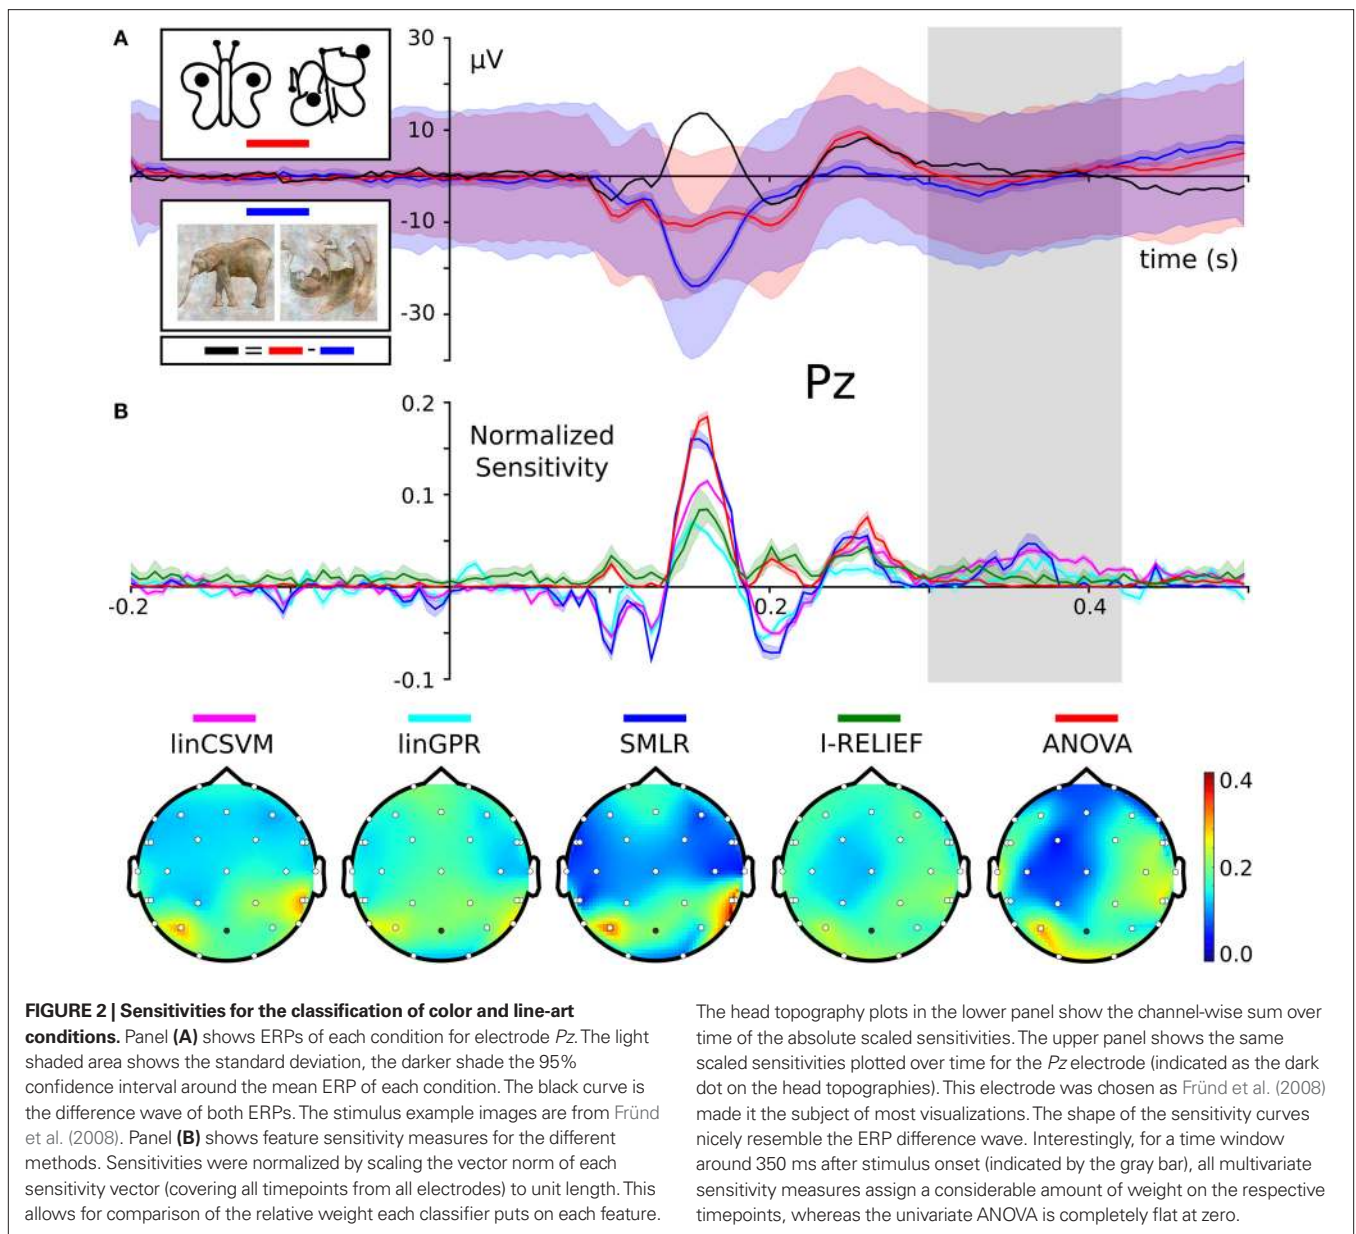 A
30
μV
10
-10
-30
time (s)
=
-
Pz
B
0.2
Normalized
Sensitivity
0.1
-0.2
0.2
0.4
-0.1
linCSVM
linGPR
SMLR
I-RELIEF
ANOVA
0.4
0.2
0.0
FIGURE 2 | Sensitivities for the classification of color and line-art
conditions. Panel (A) shows ERPs of each condition for electrode Pz. The light
shaded area shows the standard deviation, the darker shade the 95%
confidence interval around the mean ERP of each condition. The black curve is
the difference wave of both ERPs. The stimulus example images are from Fründ
et al. (2008). Panel (B) shows feature sensitivity measures for the different
methods. Sensitivities were normalized by scaling the vector norm of each
sensitivity vector (covering all timepoints from all electrodes) to unit length. This
allows for comparison of the relative weight each classifier puts on each feature.
The head topography plots in the lower panel show the channel-wise sum over
time of the absolute scaled sensitivities. The upper panel shows the same
scaled sensitivities plotted over time for the Pz electrode (indicated as the dark
dot on the head topographies). This electrode was chosen as Fründ et al. (2008)
made it the subject of most visualizations. The shape of the sensitivity curves
nicely resemble the ERP difference wave. Interestingly, for a time window
around 350 ms after stimulus onset (indicated by the gray bar), all multivariate
sensitivity measures assign a considerable amount of weight on the respective
timepoints, whereas the univariate ANOVA is completely flat at zero.